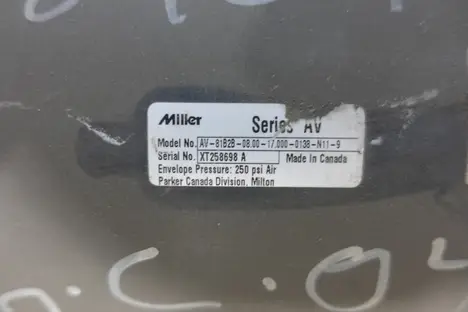 Miller
Series AV
Model No. AV-81B2B-08.00-17.000-0138-N11-9
Serial No. XT258698 A Made in Canada
Envelope Pressure: 250 psi Air
Parker Canada Division, Milton